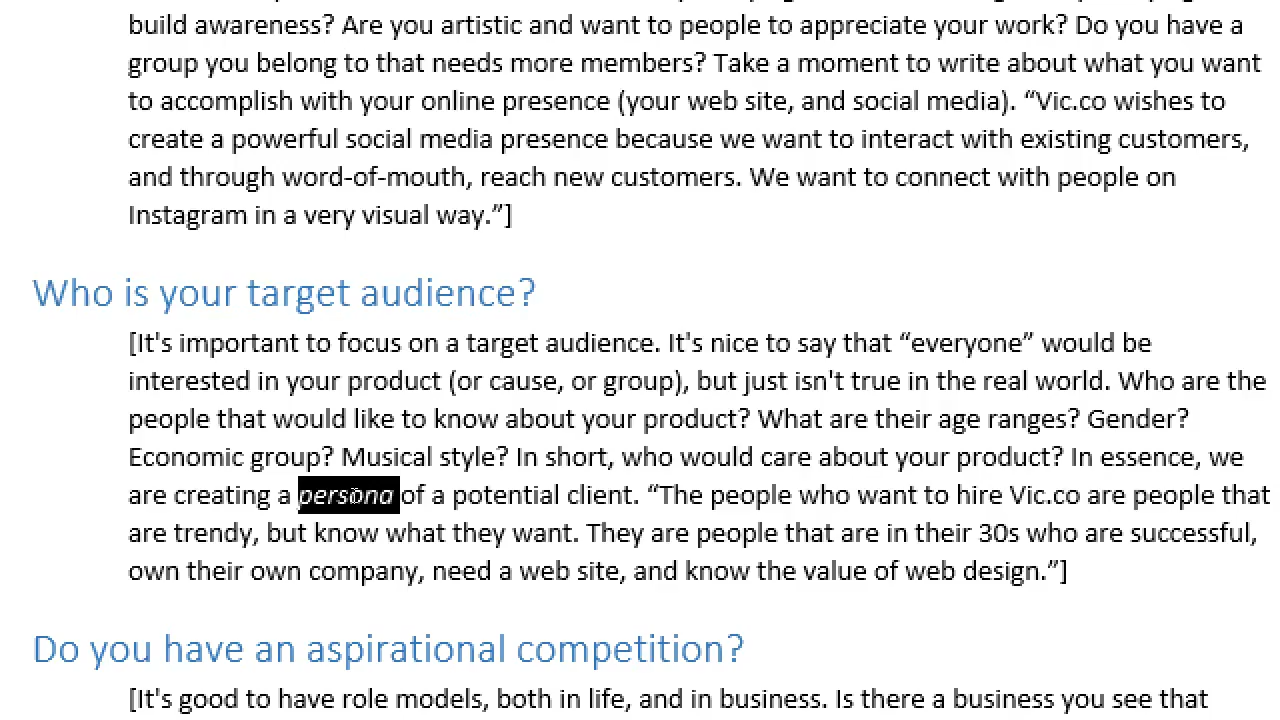 build awareness? Are you artistic and want to people to appreciate your work? Do you have a
group you belong to that needs more members? Take a moment to write about what you want
to accomplish with your online presence (your web site, and social media). “Vic.co wishes to
create a powerful social media presence because we want to interact with existing customers,
and through word-of-mouth, reach new customers. We want to connect with people on
Instagram in a very visual way.”]
Who is your target audience?
[It's important to focus on a target audience. It's nice to say that “everyone” would be
interested in your product (or cause, or group), but just isn't true in the real world. Who are the
people that would like to know about your product? What are their age ranges? Gender?
Economic group? Musical style? In short, who would care about your product? In essence, we
are creating a persona of a potential client. “The people who want to hire Vic.co are people that
are trendy, but know what they want. They are people that are in their 30s who are successful,
own their own company, need a web site, and know the value of web design.”]
Do you have an aspirational competition?
[It's good to have role models, both in life, and in business. Is there a business you see that